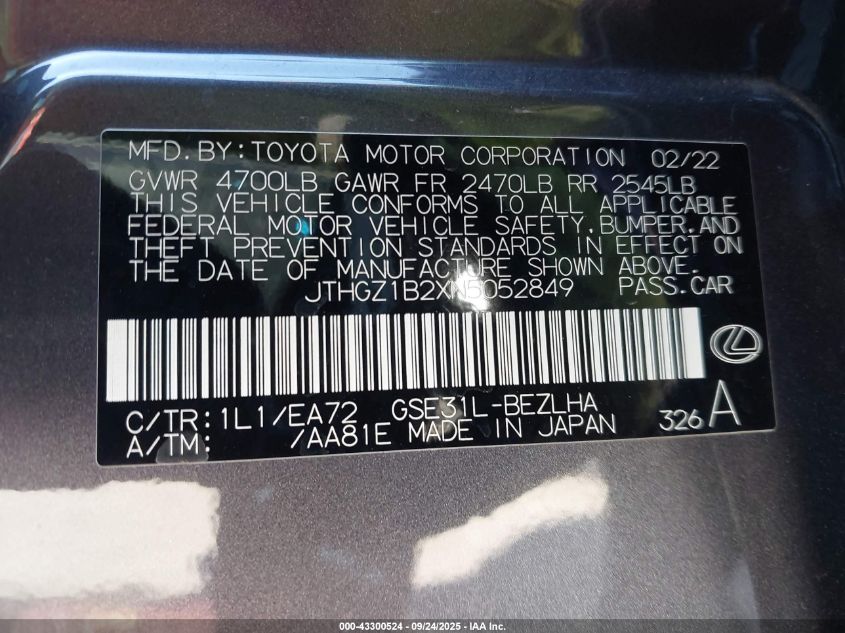 MFD.BY:TOYOTA MOTOR CORPORATION 02/22
GVWR 4700LB GAWR FR 2470LB RR 2545LB
THIS VEHICLE CONFORMS TO ALL APPLICABLE
FEDERAL MOTOR VEHICLE SAFETY,BUMPER,AND
THEFT PREVENTION STANDARDS IN EFFECT ON
THE DATE OF MANUFACTURE SHOWN ABOVE.
JTHGZ1B2XN5052849 PASS.CAR
C/TR:1L1/EA72 GSE31L-BEZLHA
A/TM: /AA81E MADE IN JAPAN 326 A
000-43300524 - 09/24/2025 - IAA Inc.